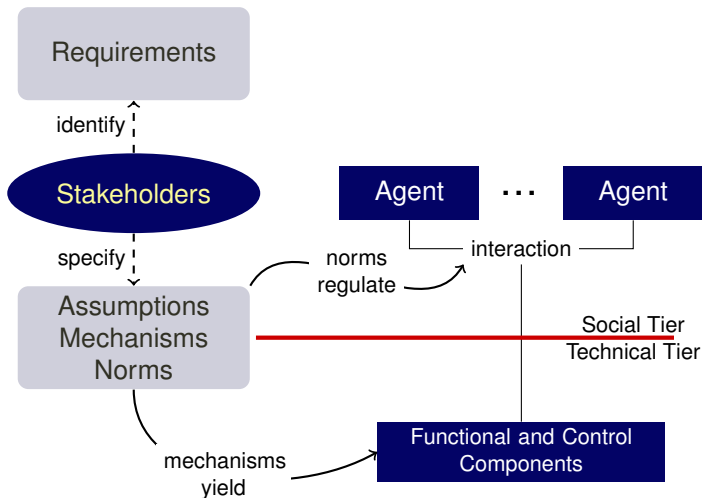 Requirements
identify
Stakeholders
specify
Assumptions
Mechanisms
Norms
Agent
...
Agent
interaction
norms
regulate
Social Tier
Technical Tier
mechanisms
yield
Functional and Control
Components